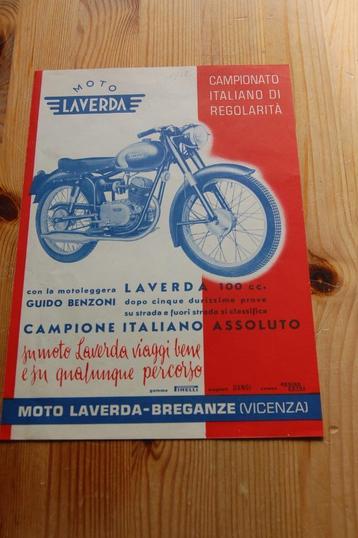 MOTO
LAVERDA
CAMPIONATO
ITALIANO DI
REGOLARITÀ
con la motoleggera LAVERDA 100 cc.
GUIDO BENZONI dopo cinque durissime prove
su strada e fuori strada si classifica
CAMPIONE ITALIANO ASSOLUTO
su moto Laverda viaggi bene
e su qualunque percorso
gomme PIRELLI
MOTO LAVERDA-BREGANZE (VICENZA)